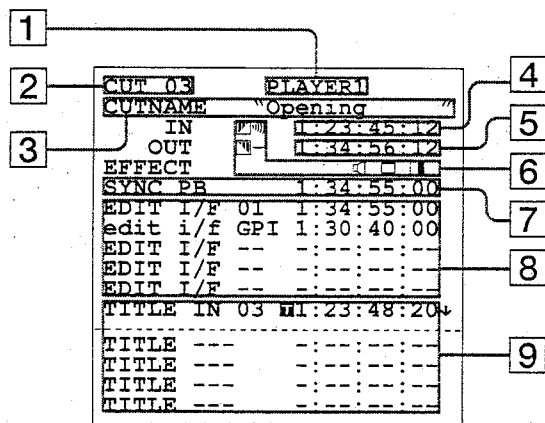 1
2
3
4
5
6
7
8
9
CUT 03 PLAYER1
CUTNAME "Opening "
IN 1:23:45:12
OUT 1:34:56:12
EFFECT
SYNC PB 1:34:55:00
EDIT I/F 01 1:34:55:00
edit i/f GPI 1:30:40:00
EDIT I/F -- -:--:--:--
EDIT I/F -- -:--:--:--
EDIT I/F -- -:--:--:--
TITLE IN 03 T1:23:48:20↓
TITLE --- -:--:--:--
TITLE --- -:--:--:--
TITLE --- -:--:--:--
TITLE --- -:--:--:--